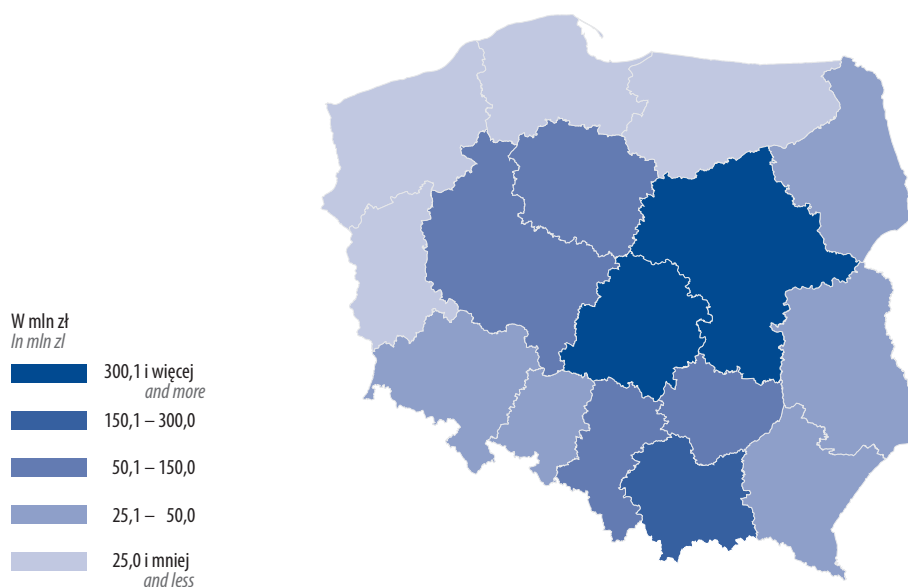 W mln zł
In mln zl
300,1 i więcej
and more
150,1 – 300,0
50,1 – 150,0
25,1 – 50,0
25,0 i mniej
and less